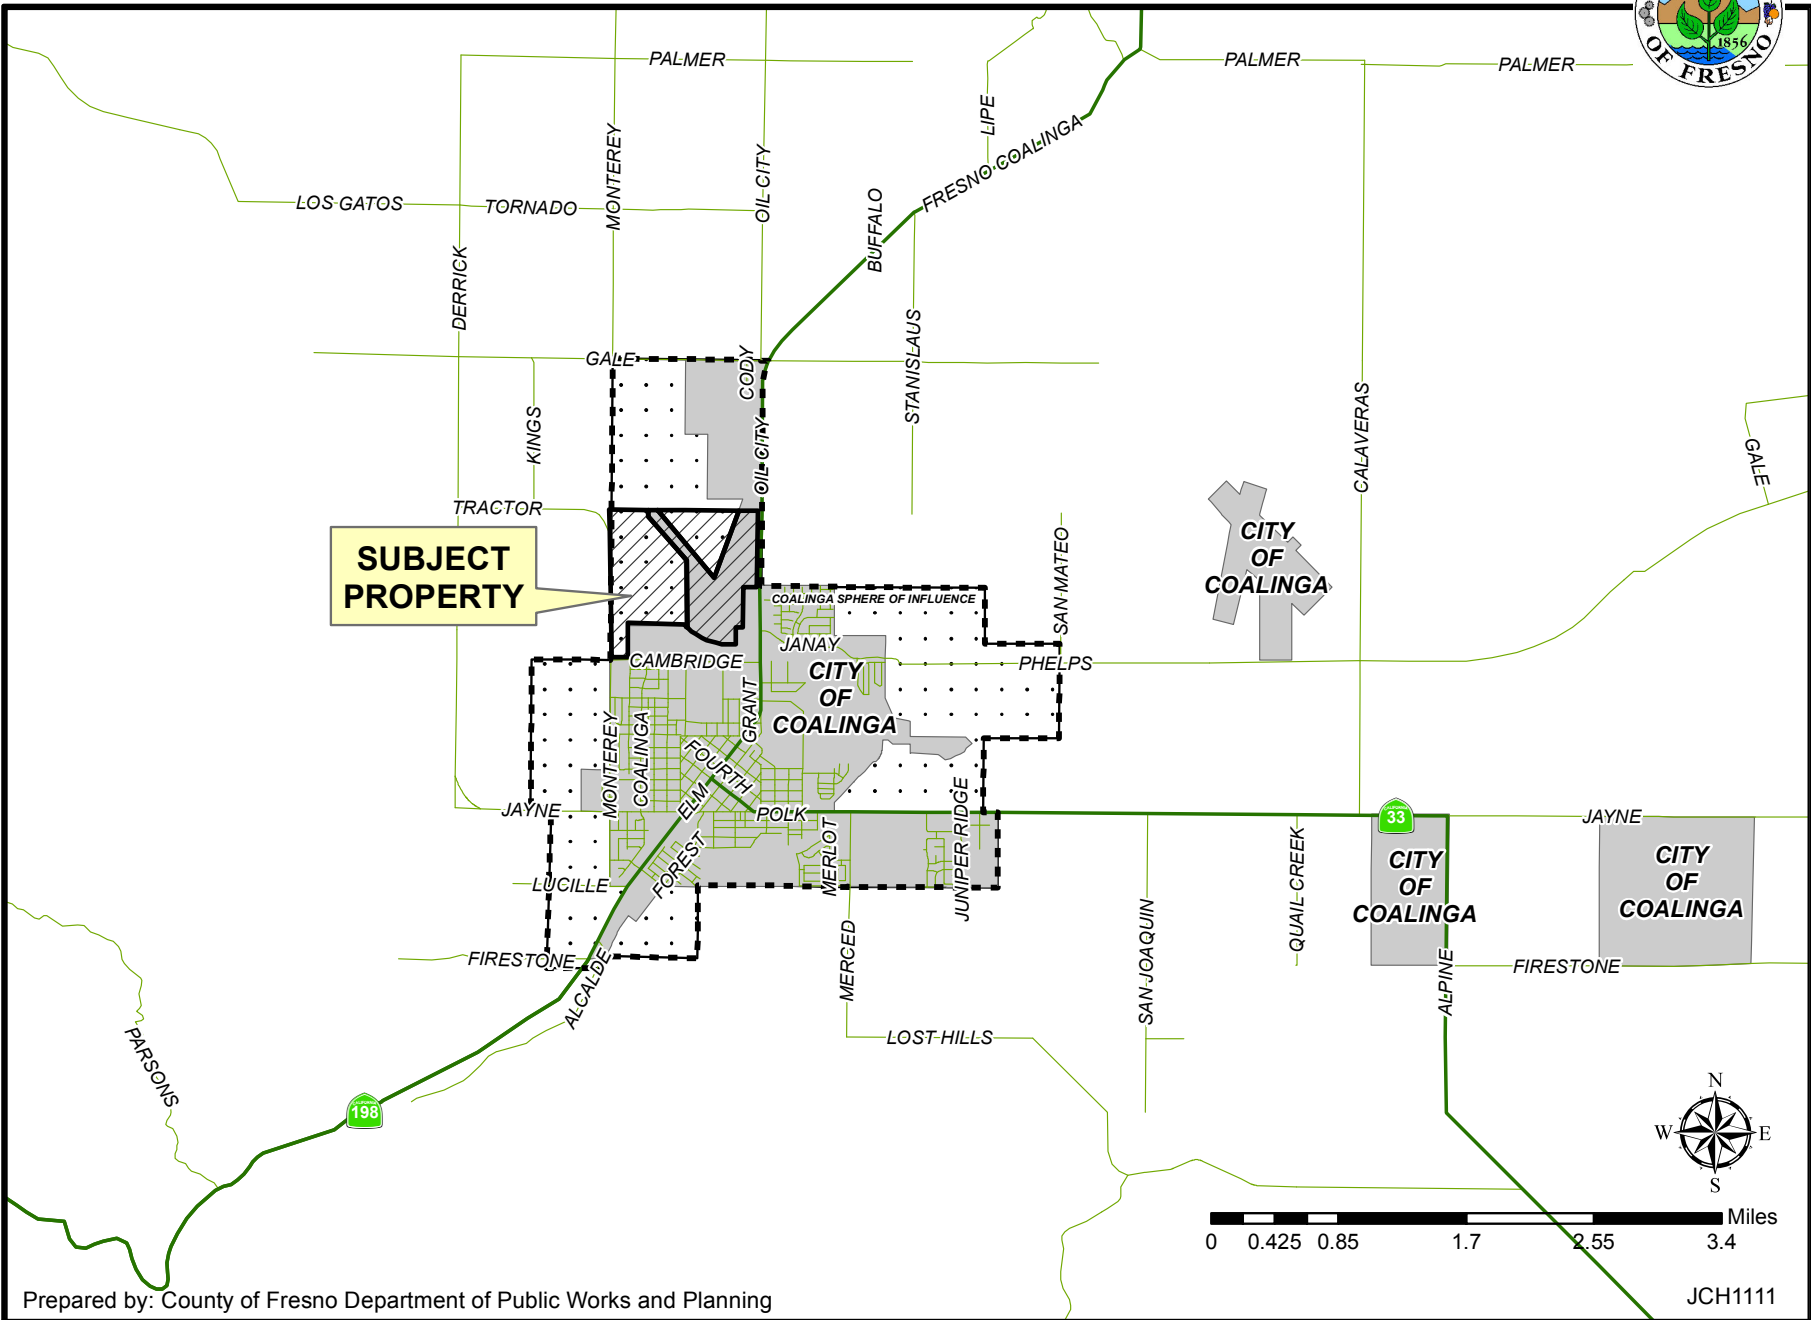 1856
OF FRESNO
PALMER
PALMER
PALMER
LIPE
MONTEREY
OIL CITY
FRESNO COALINGA
LOS GATOS
TORNADO
BUFFALO
DERRICK
STANISLAUS
GALE
CODY
CALAVERAS
KINGS
OIL CITY
GALE
TRACTOR
SUBJECT
PROPERTY
SAN MATEO
CITY
OF
COALINGA
COALINGA SPHERE OF INFLUENCE
JANAY
CAMBRIDGE
PHELPS
CITY
OF
COALINGA
GRANT
MONTEREY
COALINGA
FOURTH
ELM
JAYNE
POLK
JUNIPER RIDGE
CALIFORNIA
33
JAYNE
FOREST
MERLOT
QUAIL CREEK
CITY
OF
COALINGA
CITY
OF
COALINGA
LUCILLE
FIRESTONE
ALCALDE
MERCED
SAN JOAQUIN
ALPINE
FIRESTONE
LOST HILLS
PARSONS
CALIFORNIA
198
N
W
E
S
Miles
0 0.425 0.85 1.7 2.55 3.4
Prepared by: County of Fresno Department of Public Works and Planning
JCH1111